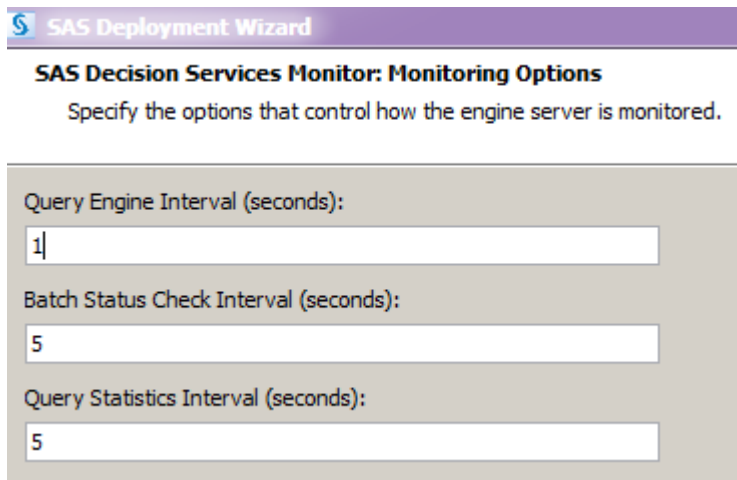 SAS Deployment Wizard
SAS Decision Services Monitor: Monitoring Options
Specify the options that control how the engine server is monitored.
Query Engine Interval (seconds):
1
Batch Status Check Interval (seconds):
5
Query Statistics Interval (seconds):
5